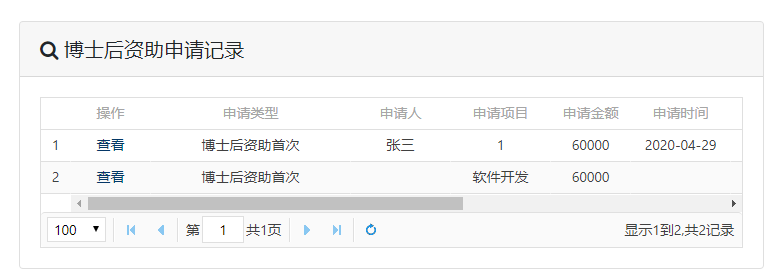 博士后资助申请记录
操作 申请类型 申请人 申请项目 申请金额 申请时间
1 查看 博士后资助首次 张三 1 60000 2020-04-29
2 查看 博士后资助首次 软件开发 60000
100 第 1 共1页 显示1到2,共2记录